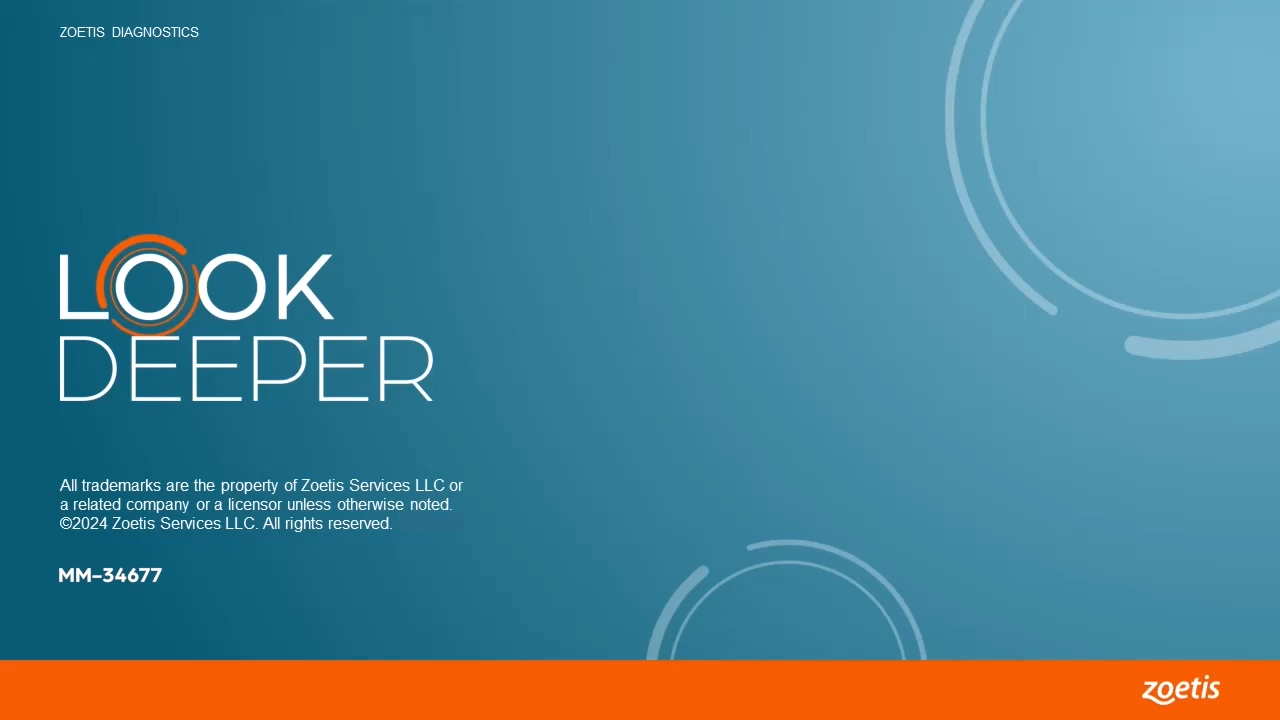 ZOETIS DIAGNOSTICS
LOOK
DEEPER
All trademarks are the property of Zoetis Services LLC or
a related company or a licensor unless otherwise noted.
©2024 Zoetis Services LLC. All rights reserved.
MM-34677
zoetis